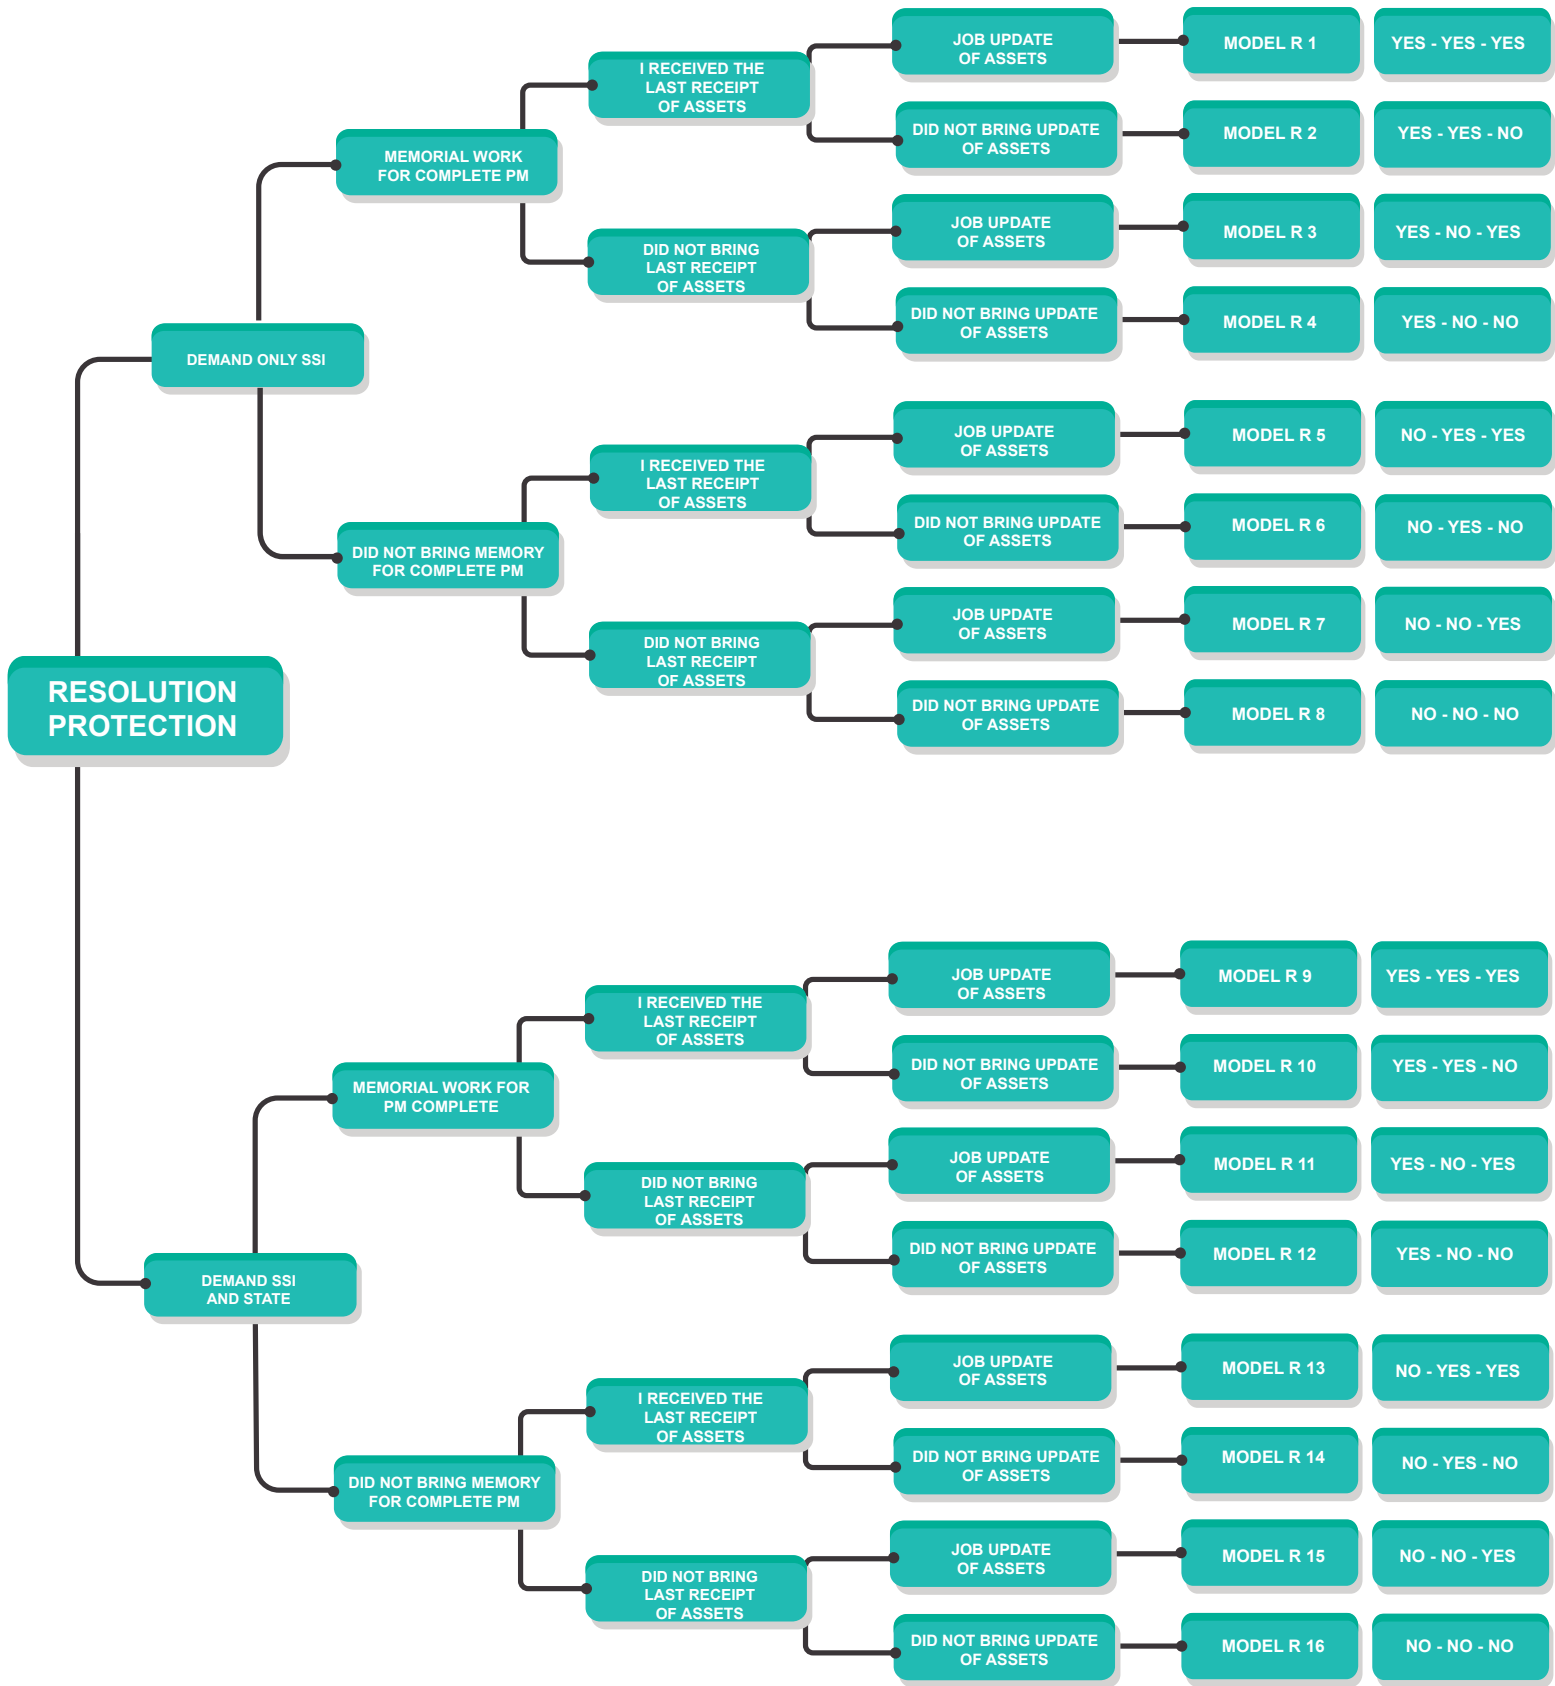 RESOLUTION
PROTECTION
DEMAND ONLY SSI
MEMORIAL WORK
FOR COMPLETE PM
I RECEIVED THE
LAST RECEIPT
OF ASSETS
JOB UPDATE
OF ASSETS
MODEL R 1
YES - YES - YES
DID NOT BRING UPDATE
OF ASSETS
MODEL R 2
YES - YES - NO
DID NOT BRING
LAST RECEIPT
OF ASSETS
JOB UPDATE
OF ASSETS
MODEL R 3
YES - NO - YES
DID NOT BRING UPDATE
OF ASSETS
MODEL R 4
YES - NO - NO
DID NOT BRING MEMORY
FOR COMPLETE PM
I RECEIVED THE
LAST RECEIPT
OF ASSETS
JOB UPDATE
OF ASSETS
MODEL R 5
NO - YES - YES
DID NOT BRING UPDATE
OF ASSETS
MODEL R 6
NO - YES - NO
DID NOT BRING
LAST RECEIPT
OF ASSETS
JOB UPDATE
OF ASSETS
MODEL R 7
NO - NO - YES
DID NOT BRING UPDATE
OF ASSETS
MODEL R 8
NO - NO - NO
DEMAND SSI
AND STATE
MEMORIAL WORK FOR
PM COMPLETE
I RECEIVED THE
LAST RECEIPT
OF ASSETS
JOB UPDATE
OF ASSETS
MODEL R 9
YES - YES - YES
DID NOT BRING UPDATE
OF ASSETS
MODEL R 10
YES - YES - NO
DID NOT BRING
LAST RECEIPT
OF ASSETS
JOB UPDATE
OF ASSETS
MODEL R 11
YES - NO - YES
DID NOT BRING UPDATE
OF ASSETS
MODEL R 12
YES - NO - NO
DID NOT BRING MEMORY
FOR COMPLETE PM
I RECEIVED THE
LAST RECEIPT
OF ASSETS
JOB UPDATE
OF ASSETS
MODEL R 13
NO - YES - YES
DID NOT BRING UPDATE
OF ASSETS
MODEL R 14
NO - YES - NO
DID NOT BRING
LAST RECEIPT
OF ASSETS
JOB UPDATE
OF ASSETS
MODEL R 15
NO - NO - YES
DID NOT BRING UPDATE
OF ASSETS
MODEL R 16
NO - NO - NO